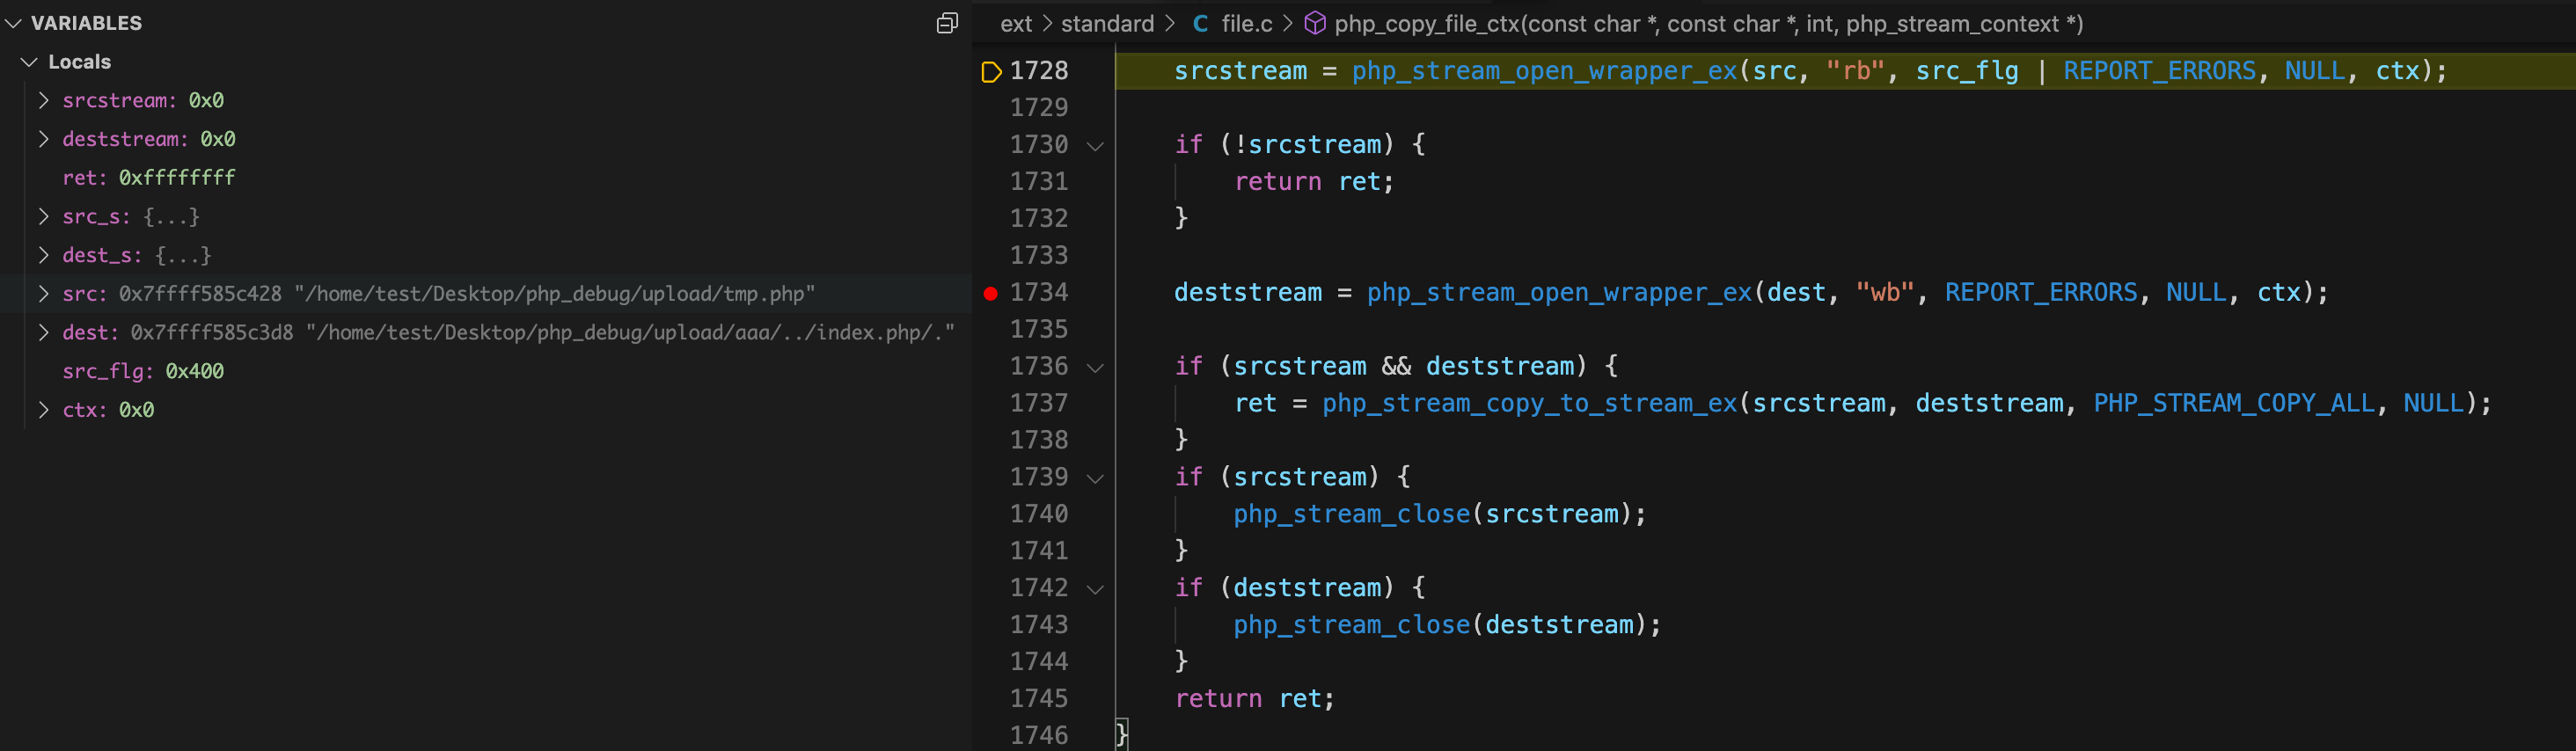 VARIABLES
Locals
srcstream: 0x0
deststream: 0x0
ret: 0xffffffff
src_s: {...}
dest_s: {...}
src: 0x7ffff585c428 "/home/test/Desktop/php_debug/upload/tmp.php"
dest: 0x7ffff585c3d8 "/home/test/Desktop/php_debug/upload/aaa/../index.php/."
src_flg: 0x400
ctx: 0x0
ext > standard > C file.c > php_copy_file_ctx(const char *, const char *, int, php_stream_context *)
1728 srcstream = php_stream_open_wrapper_ex(src, "rb", src_flg | REPORT_ERRORS, NULL, ctx);
1729
1730 if (!srcstream) {
1731 return ret;
1732 }
1733
1734 deststream = php_stream_open_wrapper_ex(dest, "wb", REPORT_ERRORS, NULL, ctx);
1735
1736 if (srcstream && deststream) {
1737 ret = php_stream_copy_to_stream_ex(srcstream, deststream, PHP_STREAM_COPY_ALL, NULL);
1738 }
1739 if (srcstream) {
1740 php_stream_close(srcstream);
1741 }
1742 if (deststream) {
1743 php_stream_close(deststream);
1744 }
1745 return ret;
1746 }